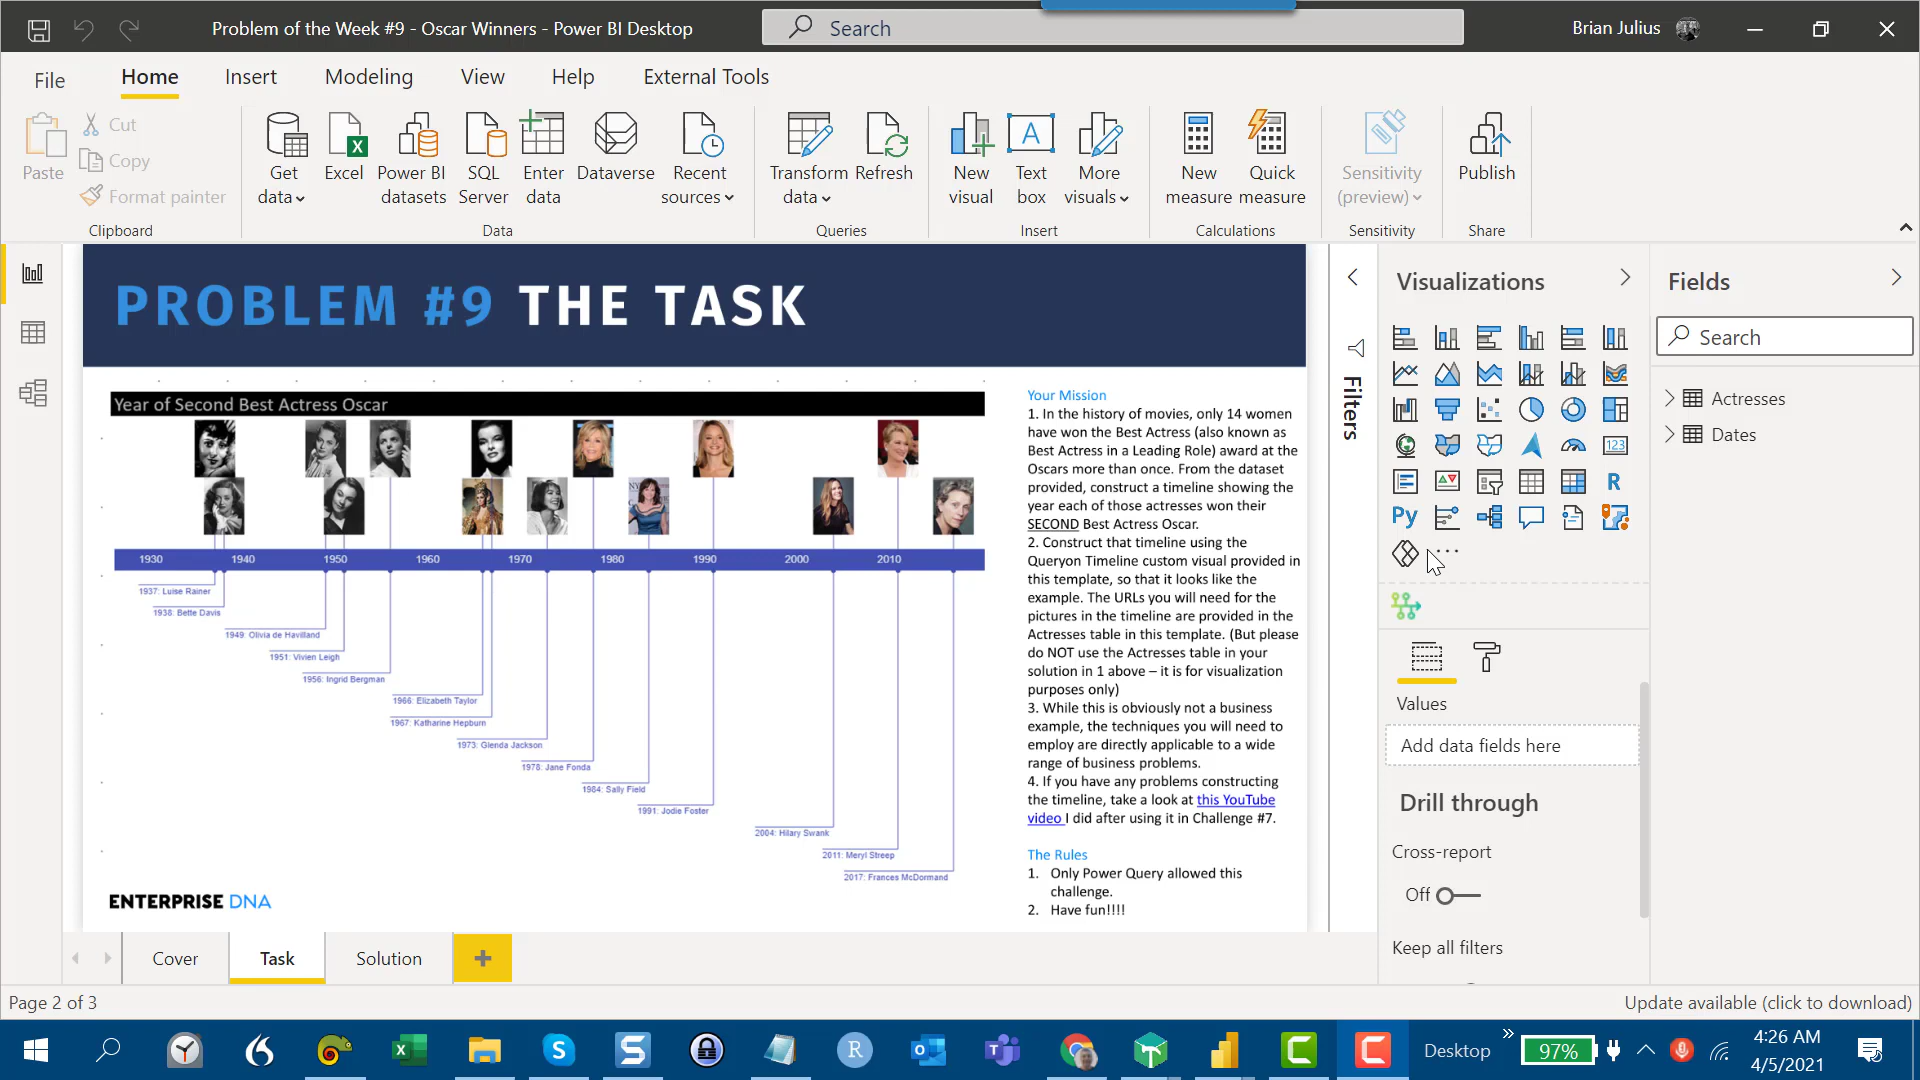 Problem of the Week #9 - Oscar Winners - Power BI Desktop
Search
Brian Julius
File
Home
Insert
Modeling
View
Help
External Tools
Paste
Cut
Copy
Format painter
Clipboard
Get data
Excel
Power BI datasets
SQL Server
Enter data
Dataverse
Recent sources
Data
Transform data
Refresh
Queries
New visual
Text box
More visuals
Insert
New measure
Quick measure
Calculations
Sensitivity (preview)
Sensitivity
Publish
Share
PROBLEM #9 THE TASK
Year of Second Best Actress Oscar
1930 1940 1950 1960 1970 1980 1990 2000 2010
1937: Luise Rainer
1938: Bette Davis
1949: Olivia de Havilland
1951: Vivien Leigh
1956: Ingrid Bergman
1966: Elizabeth Taylor
1967: Katharine Hepburn
1973: Glenda Jackson
1978: Jane Fonda
1984: Sally Field
1991: Jodie Foster
2004: Hilary Swank
2011: Meryl Streep
2017: Frances McDormand
ENTERPRISE DNA
Your Mission
1. In the history of movies, only 14 women
have won the Best Actress (also known as
Best Actress in a Leading Role) award at the
Oscars more than once. From the dataset
provided, construct a timeline showing the
year each of those actresses won their
SECOND Best Actress Oscar.
2. Construct that timeline using the
Queryon Timeline custom visual provided in
this template, so that it looks like the
example. The URLs you will need for the
pictures in the timeline are provided in the
Actresses table in this template. (But please
do NOT use the Actresses table in your
solution in 1 above – it is for visualization
purposes only)
3. While this is obviously not a business
example, the techniques you will need to
employ are directly applicable to a wide
range of business problems.
4. If you have any problems constructing
the timeline, take a look at this YouTube
video I did after using it in Challenge #7.
The Rules
1. Only Power Query allowed this
challenge.
2. Have fun!!!!
Filters
Visualizations
R
Py
123
Values
Add data fields here
Drill through
Cross-report
Off
Keep all filters
Fields
Search
Actresses
Dates
Cover
Task
Solution
Page 2 of 3
Update available (click to download)
Desktop
97%
4:26 AM
4/5/2021